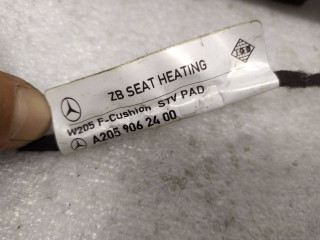 ZB SEAT HEATING
W205 F-Cushion STV PAD
A205 906 24 00